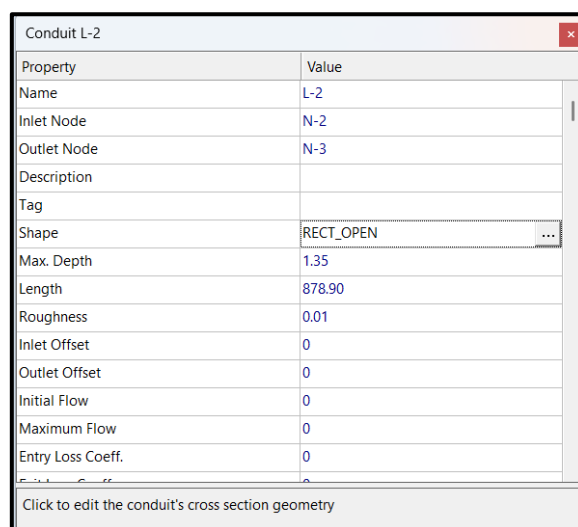 Conduit L-2
×
Property Value
Name L-2
Inlet Node N-2
Outlet Node N-3
Description
Tag
Shape RECT_OPEN ...
Max. Depth 1.35
Length 878.90
Roughness 0.01
Inlet Offset 0
Outlet Offset 0
Initial Flow 0
Maximum Flow 0
Entry Loss Coeff. 0
Click to edit the conduit's cross section geometry